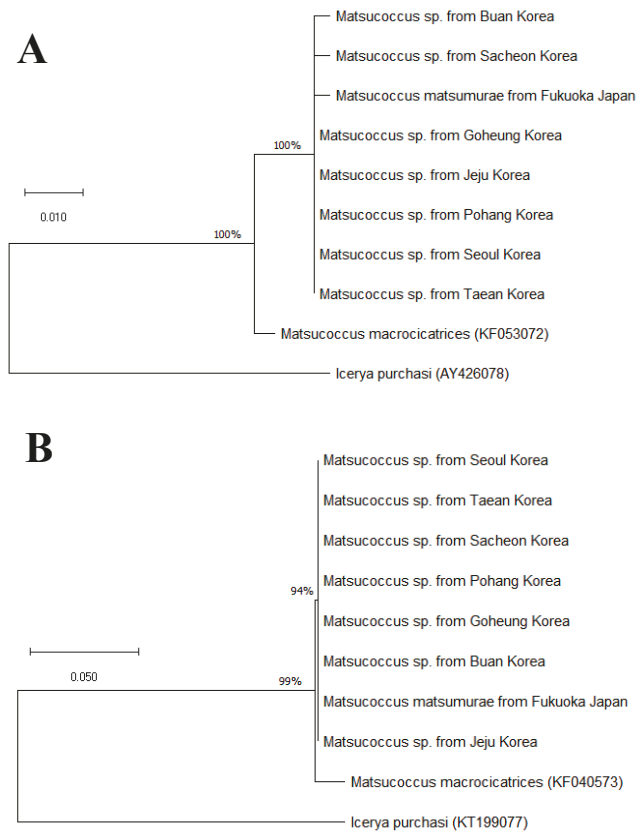 A
Matsucoccus sp. from Buan Korea
Matsucoccus sp. from Sacheon Korea
Matsucoccus matsumurae from Fukuoka Japan
100%
Matsucoccus sp. from Goheung Korea
Matsucoccus sp. from Jeju Korea
0.010
Matsucoccus sp. from Pohang Korea
100%
Matsucoccus sp. from Seoul Korea
Matsucoccus sp. from Taean Korea
Matsucoccus macrocicatrices (KF053072)
Icerya purchasi (AY426078)
B
Matsucoccus sp. from Seoul Korea
Matsucoccus sp. from Taean Korea
Matsucoccus sp. from Sacheon Korea
Matsucoccus sp. from Pohang Korea
94%
Matsucoccus sp. from Goheung Korea
Matsucoccus sp. from Buan Korea
0.050
99%
Matsucoccus matsumurae from Fukuoka Japan
Matsucoccus sp. from Jeju Korea
Matsucoccus macrocicatrices (KF040573)
Icerya purchasi (KT199077)